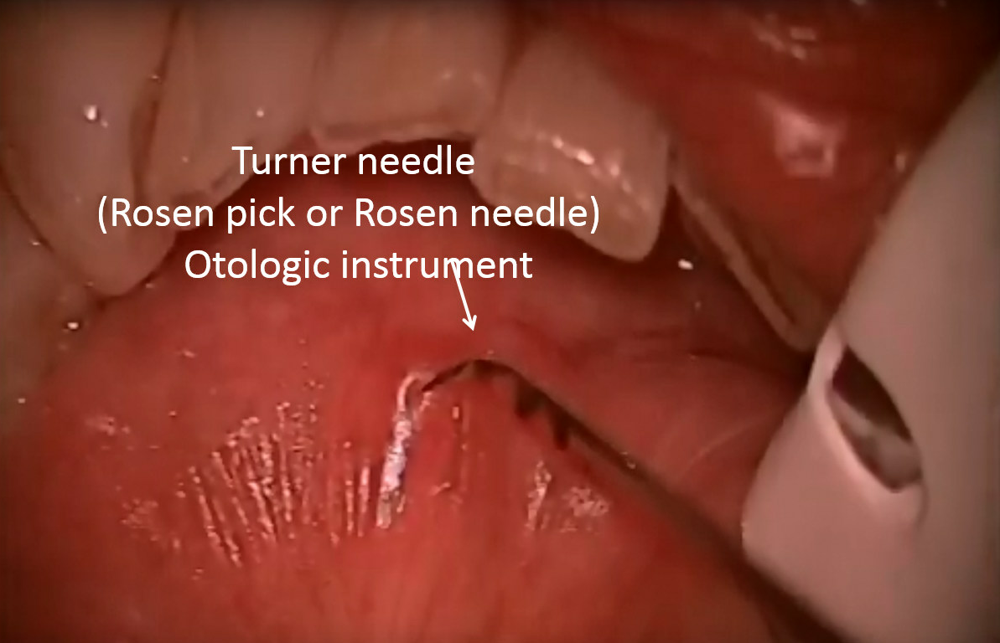 Turner needle
(Rosen pick or Rosen needle)
Otologic instrument